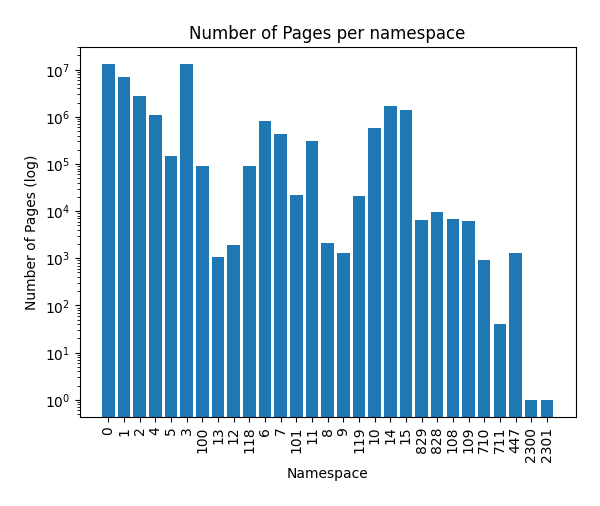 Number of Pages per namespace
Number of Pages (log)
10⁷
10⁶
10⁵
10⁴
10³
10²
10¹
10⁰
0 1 2 4 5 3 100 13 12 118 6 7 101 11 8 9 119 10 14 15 829 828 108 109 710 711 447 2300 2301
Namespace